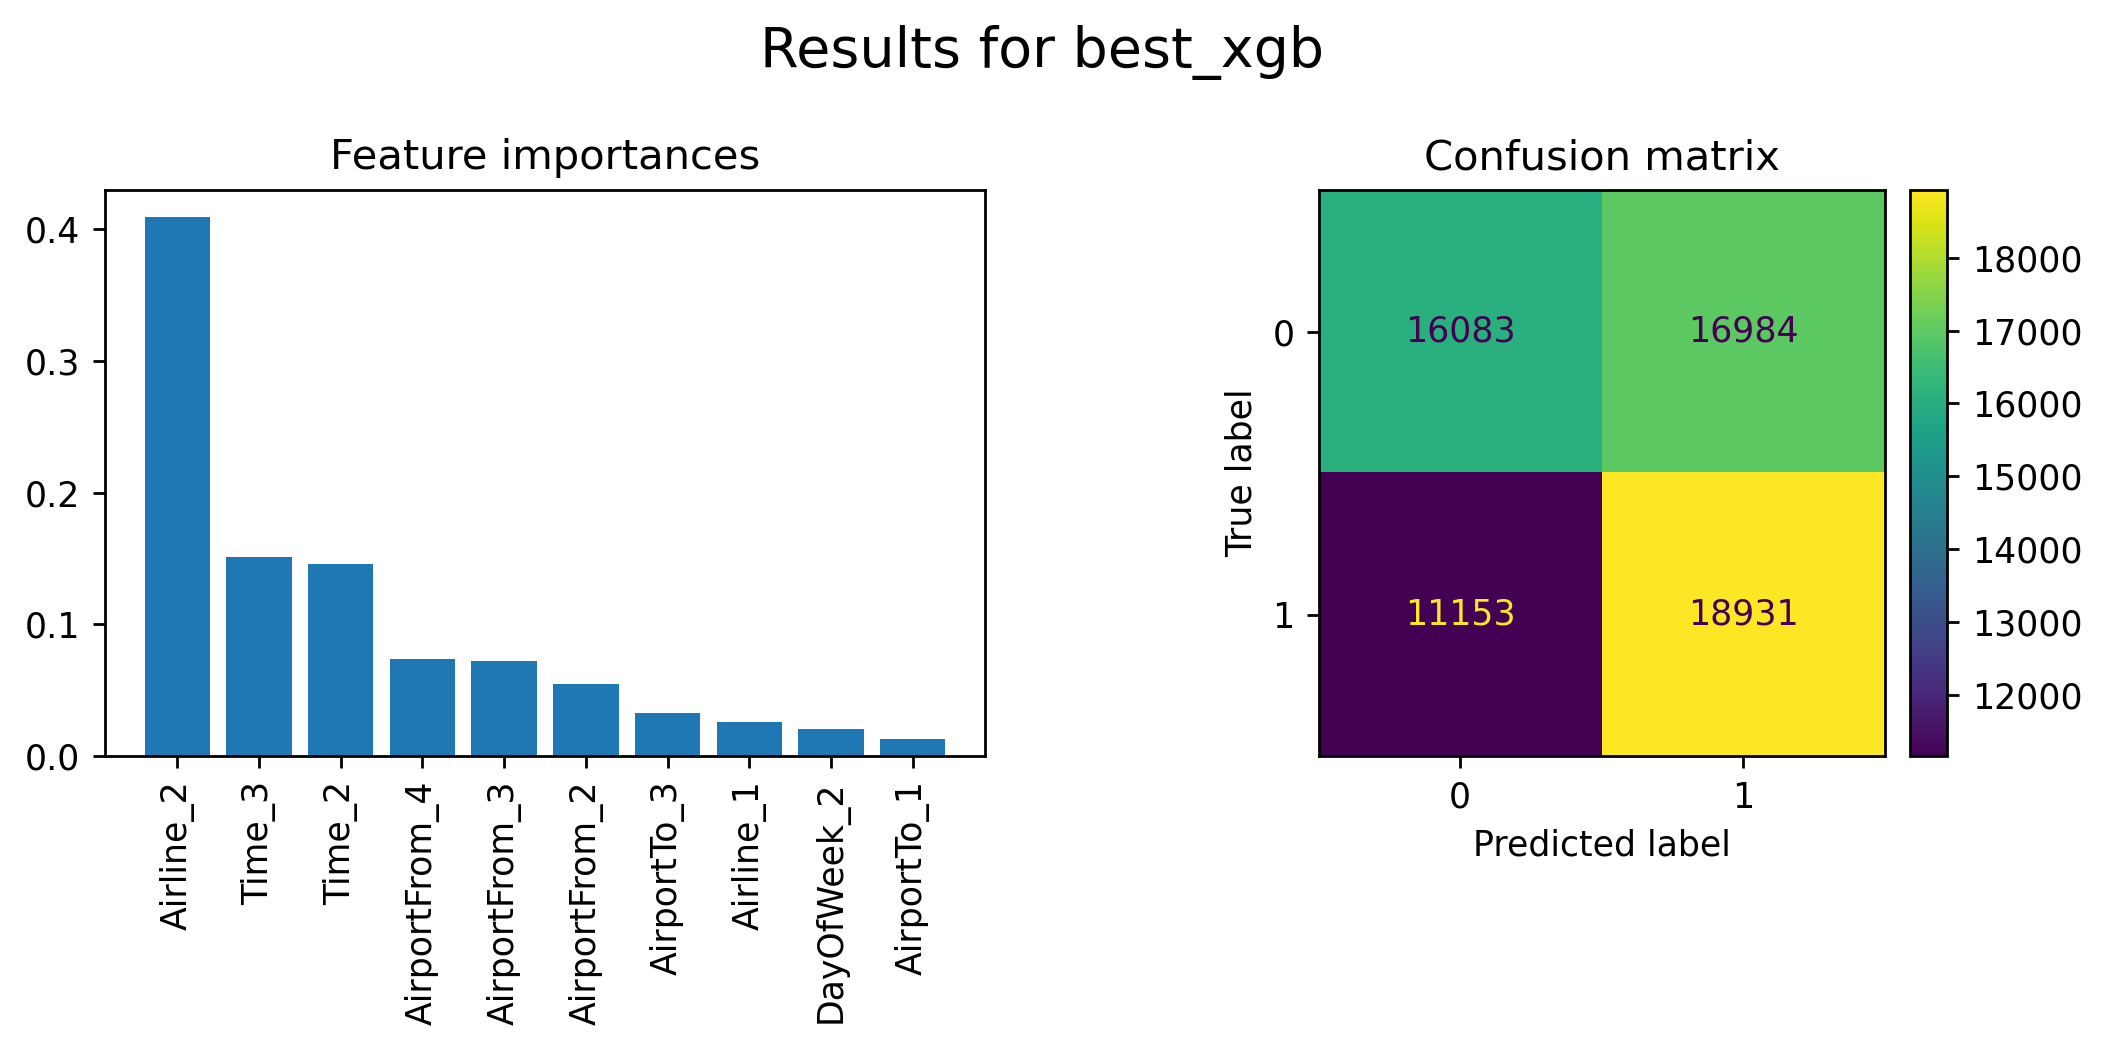 Results for best_xgb
Feature importances
0.4
0.3
0.2
0.1
0.0
Airline_2
Time_3
Time_2
AirportFrom_4
AirportFrom_3
AirportFrom_2
AirportTo_3
Airline_1
DayOfWeek_2
AirportTo_1
Confusion matrix
True label
0
1
16083 16984
11153 18931
0 1
Predicted label
18000
17000
16000
15000
14000
13000
12000